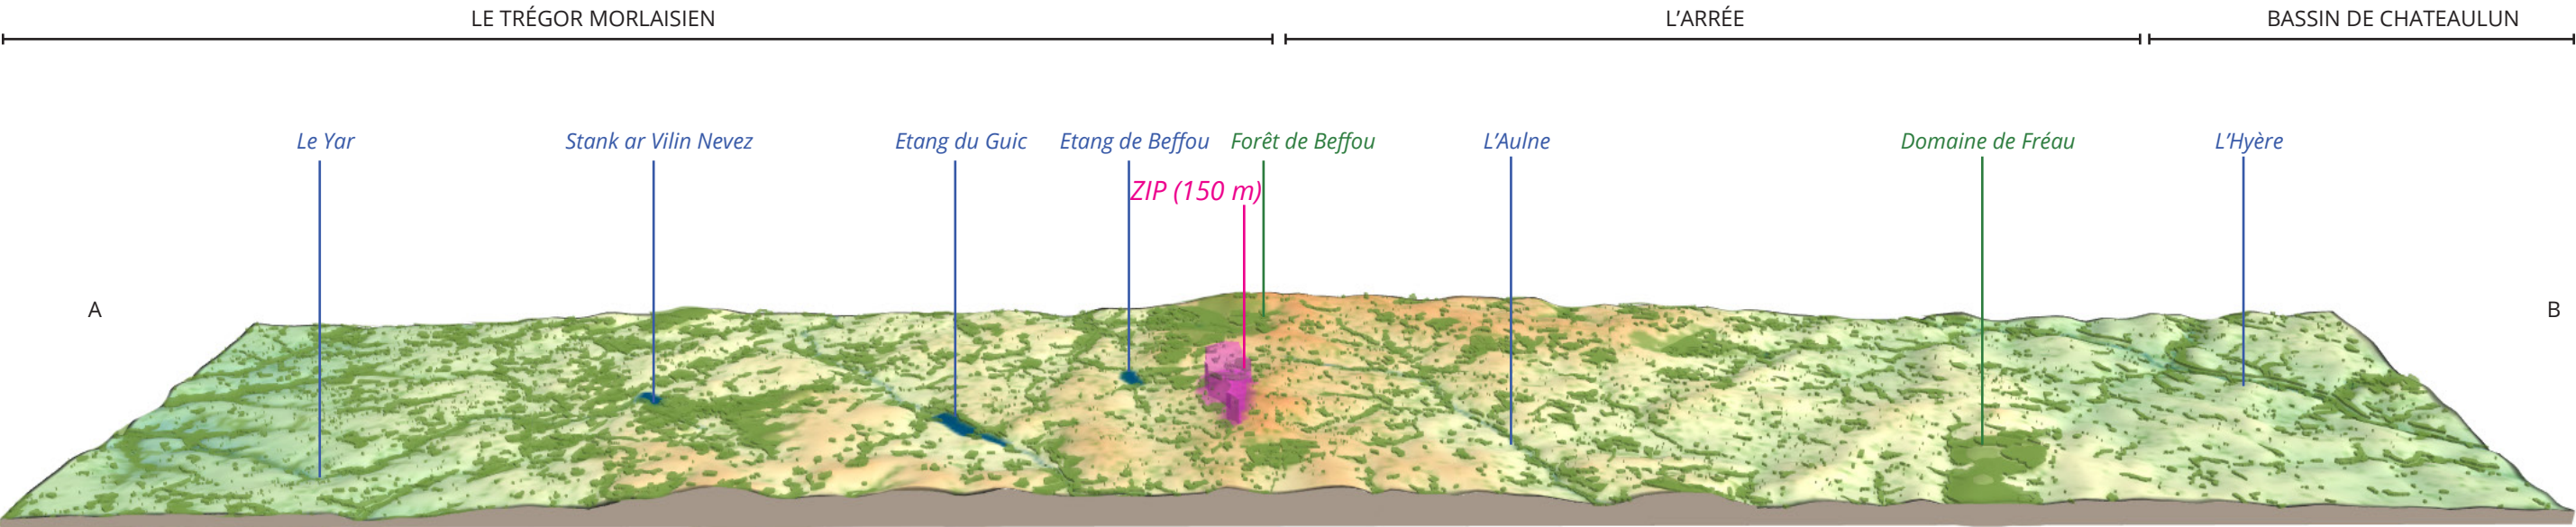 LE TRÉGOR MORLAISIEN
L’ARRÉE
BASSIN DE CHATEAULUN
Le Yar
Stank ar Vilin Nevez
Etang du Guic
Etang de Beffou
Forêt de Beffou
L’Aulne
Domaine de Fréau
L’Hyère
ZIP (150 m)
A
B